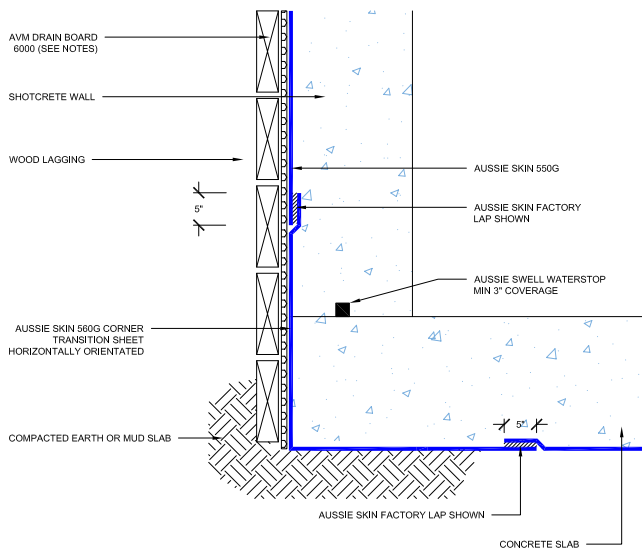 AVM DRAIN BOARD
6000 (SEE NOTES)
SHOTCRETE WALL
WOOD LAGGING
5"
AUSSIE SKIN 550G
AUSSIE SKIN FACTORY
LAP SHOWN
AUSSIE SWELL WATERSTOP
MIN 3" COVERAGE
AUSSIE SKIN 560G CORNER
TRANSITION SHEET
HORIZONTALLY ORIENTATED
COMPACTED EARTH OR MUD SLAB
5"
AUSSIE SKIN FACTORY LAP SHOWN
CONCRETE SLAB